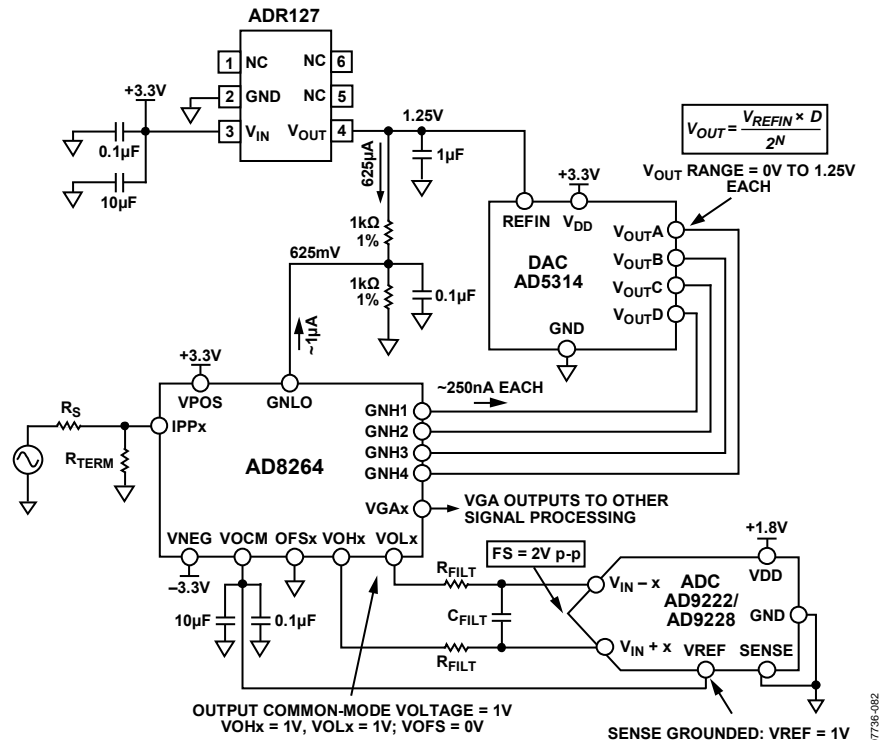 ADR127
1 NC
NC 6
2 GND
NC 5
3 VIN
VOUT 4
+3.3V
0.1µF
10µF
1.25V
1µF
625µA
1kΩ
1%
625mV
1kΩ
1%
0.1µF
~1µA
VOUT = VREFIN × D / 2^N
VOUT RANGE = 0V TO 1.25V
EACH
+3.3V
REFIN
VDD
DAC
AD5314
VOUTA
VOUTB
VOUTC
VOUTD
GND
+3.3V
VPOS
GNLO
~250nA EACH
RS
IPPx
RTERM
AD8264
GNH1
GNH2
GNH3
GNH4
VGAx
VGA OUTPUTS TO OTHER
SIGNAL PROCESSING
VNEG
VOCM
OFSx
VOHx
VOLx
–3.3V
10µF
0.1µF
FS = 2V p-p
RFILT
CFILT
RFILT
+1.8V
VDD
VIN – x
ADC
AD9222/
AD9228
GND
VIN + x
VREF
SENSE
OUTPUT COMMON-MODE VOLTAGE = 1V
VOHx = 1V, VOLx = 1V; VOFS = 0V
SENSE GROUNDED: VREF = 1V
07736-082